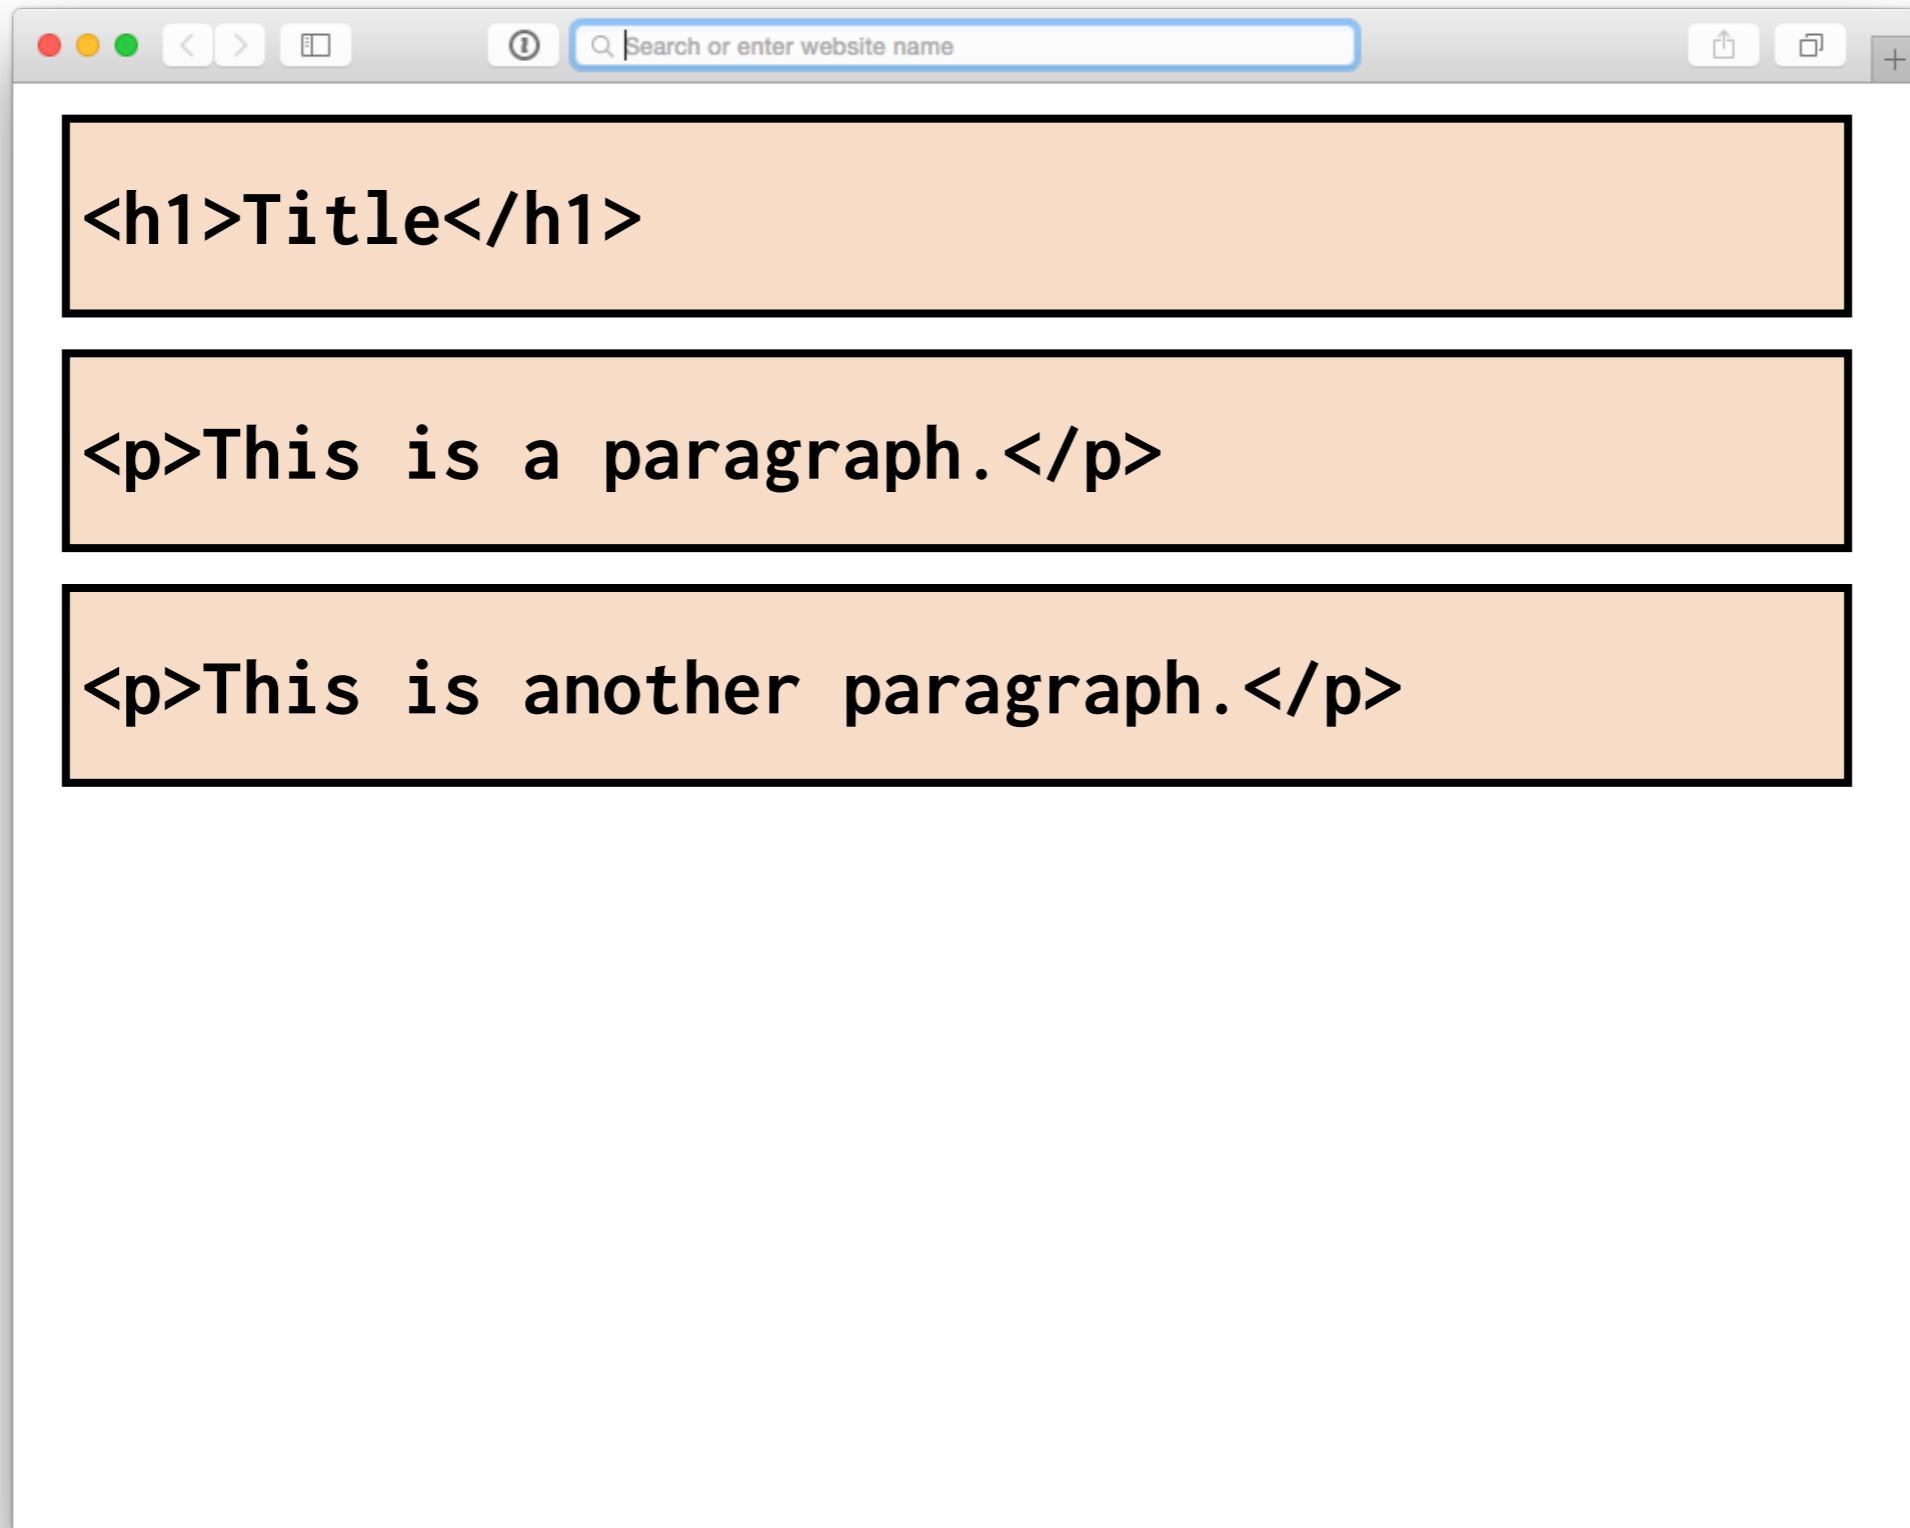 Search or enter website name
<h1>Title</h1>
<p>This is a paragraph.</p>
<p>This is another paragraph.</p>